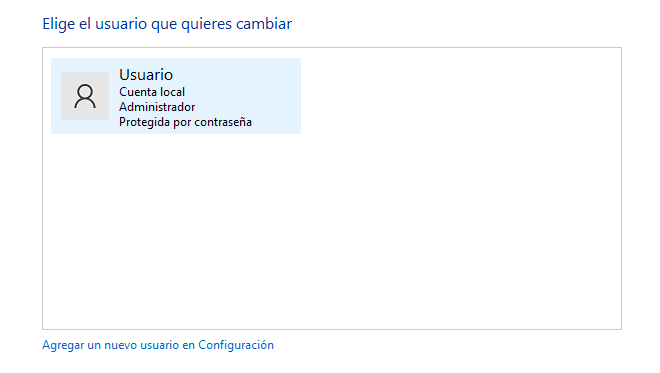 Elige el usuario que quieres cambiar
Usuario
Cuenta local
Administrador
Protegida por contraseña
Agregar un nuevo usuario en Configuración